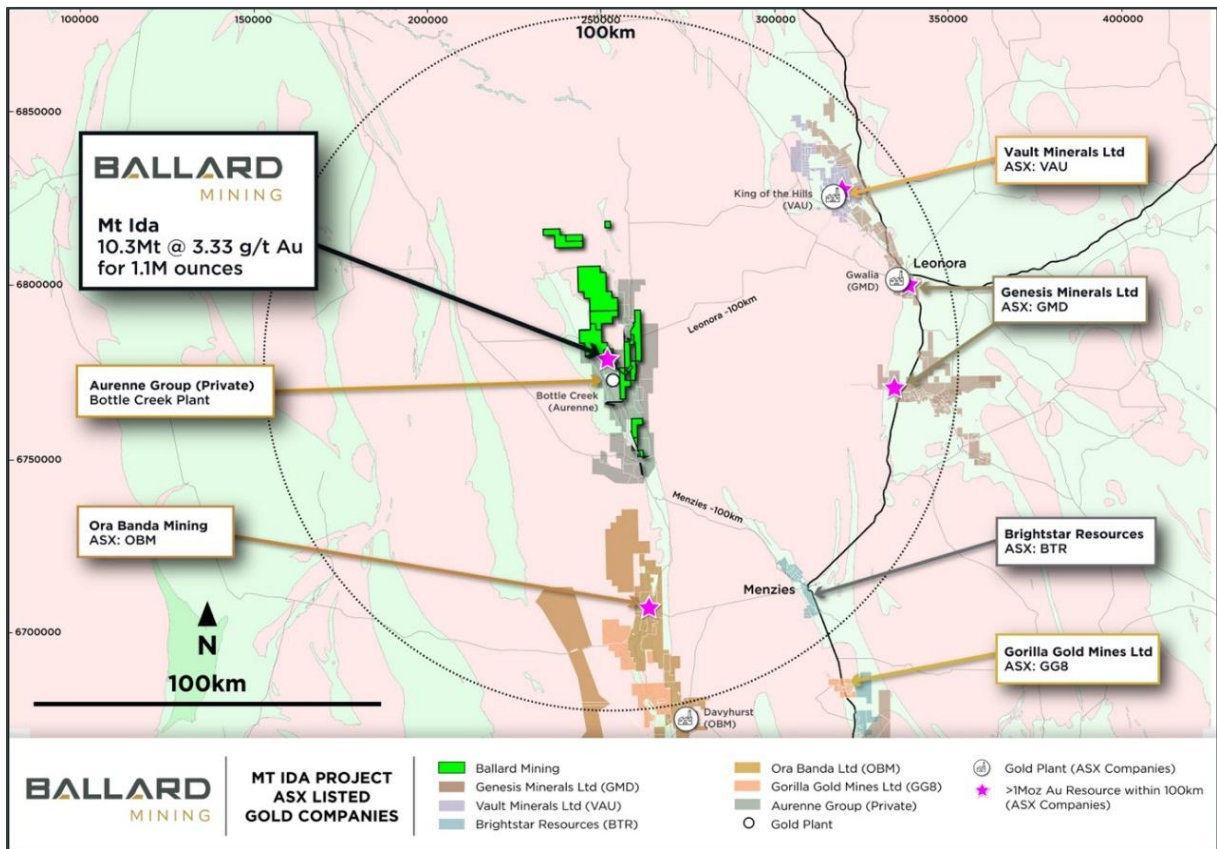 200000
150000
200000
250000
300000
350000
400000
100km
6850000
6800000
6750000
6700000
BALLARD
MINING
Mt Ida
10.3Mt @ 3.33 g/t Au
for 1.1M ounces
Vault Minerals Ltd
ASX: VAU
King of the Hills
(VAU)
Leonora
Gwalia
(GMD)
Genesis Minerals Ltd
ASX: GMD
Leonora ~100km
Aurenne Group (Private)
Bottle Creek Plant
Bottle Creek
(Aurenne)
Menzies ~100km
Ora Banda Mining
ASX: OBM
Brightstar Resources
ASX: BTR
Menzies
Gorilla Gold Mines Ltd
ASX: GG8
N
100km
Davyhurst
(OBM)
BALLARD
MINING
MT IDA PROJECT
ASX LISTED
GOLD COMPANIES
Ballard Mining
Genesis Minerals Ltd (GMD)
Vault Minerals Ltd (VAU)
Brightstar Resources (BTR)
Ora Banda Ltd (OBM)
Gorilla Gold Mines Ltd (GG8)
Aurenne Group (Private)
Gold Plant
Gold Plant (ASX Companies)
>1Moz Au Resource within 100km
(ASX Companies)